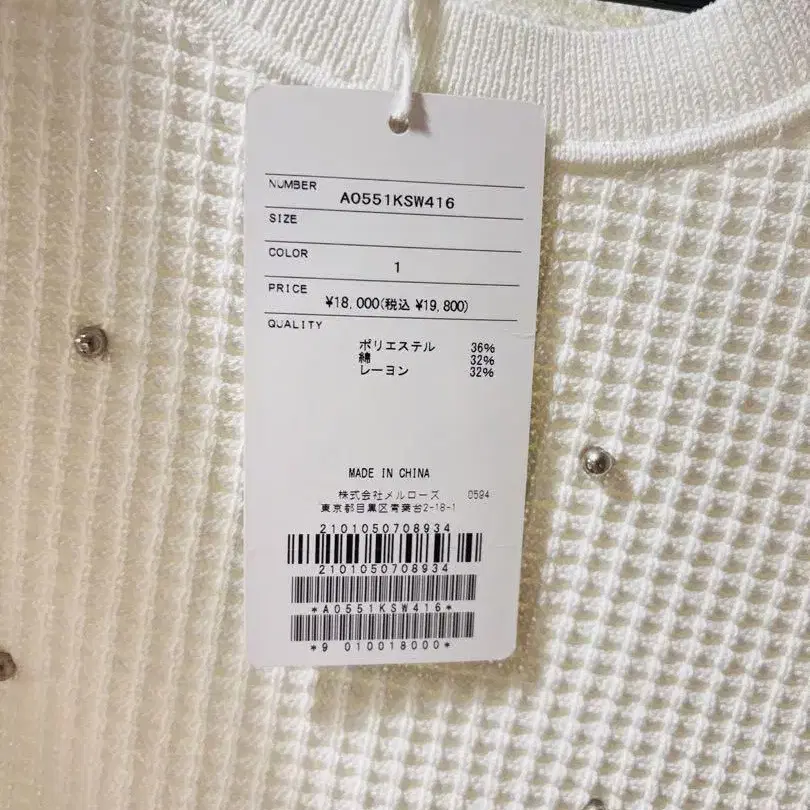 NUMBER
A0551KSW416
SIZE
COLOR
1
PRICE
¥18,000(税込 ¥19,800)
QUALITY
ポリエステル 36%
綿 32%
レーヨン 32%
MADE IN CHINA
株式会社メルローズ 0594
東京都目黒区青葉台2-18-1
2101050708934
2101050708934
*A0551KSW416*
*9 010018000*